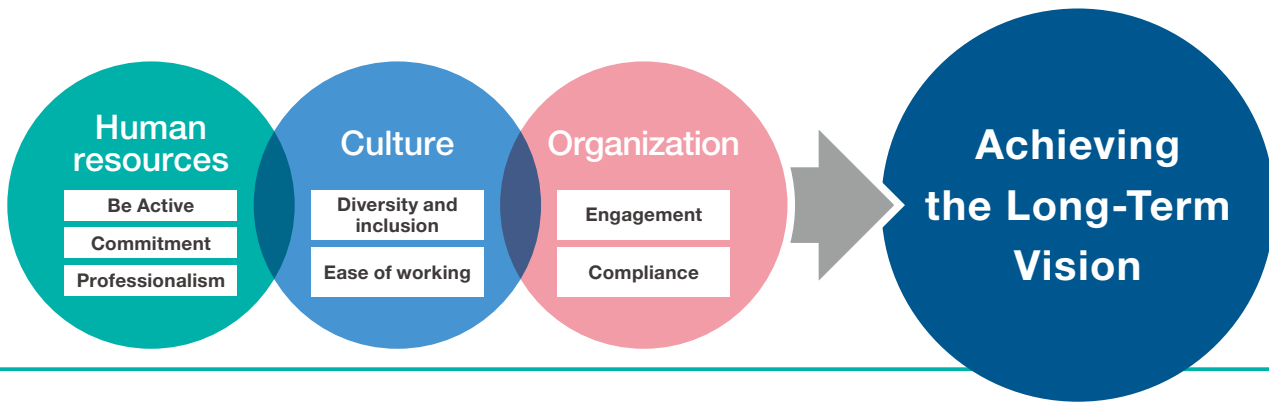 Human
resources
Be Active
Commitment
Professionalism
Culture
Diversity and
inclusion
Ease of working
Organization
Engagement
Compliance
Achieving
the Long-Term
Vision